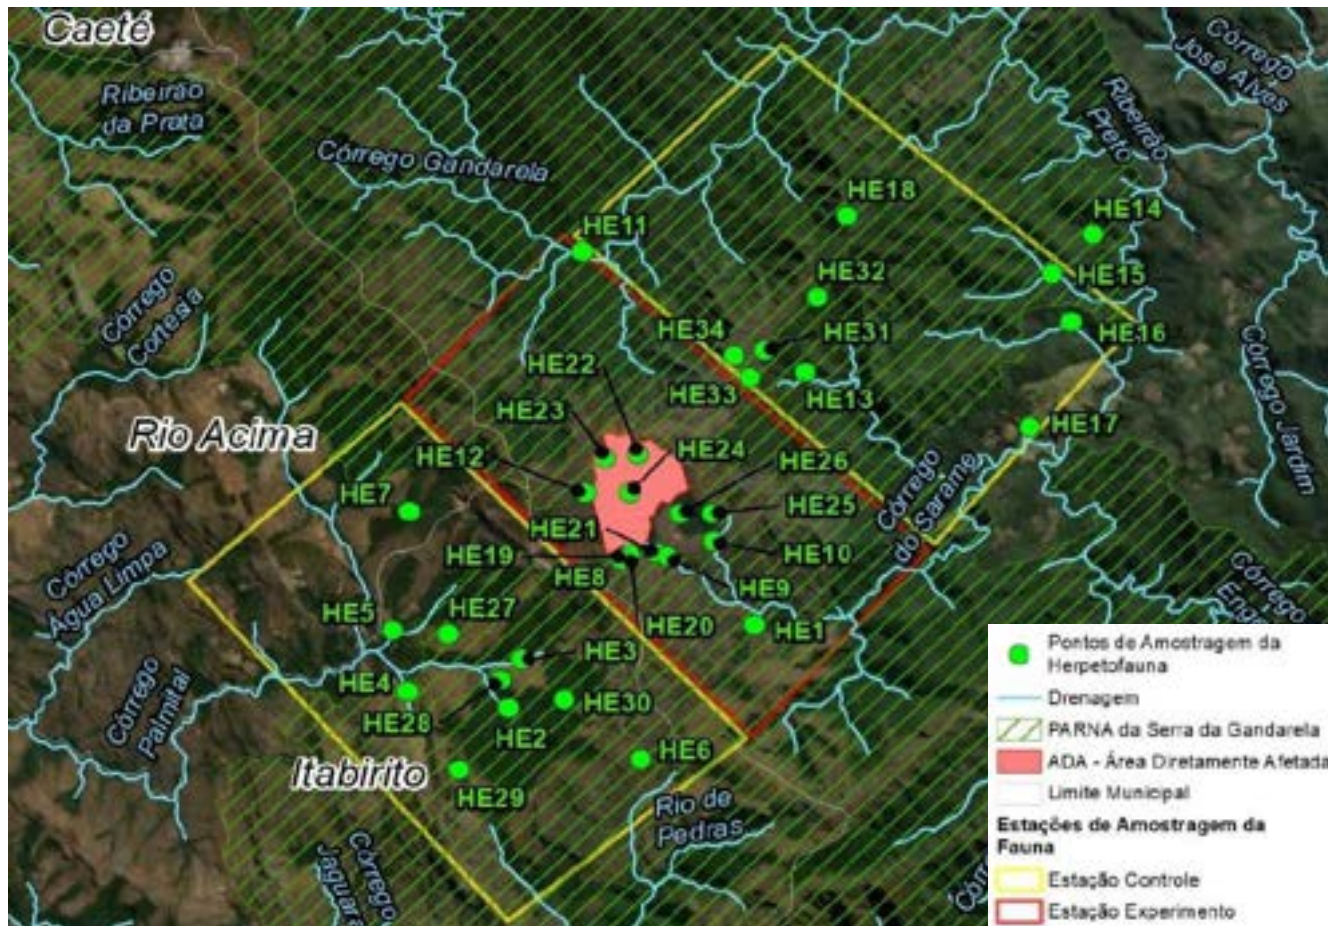 Caeté
Ribeirão
da Prata
Córrego Gandarela
Córrego
José Alves
Ribeirão
Preto
HE18
HE14
HE11
HE15
HE32
HE16
Córrego
Cortesia
HE34
HE31
HE22
HE33
HE13
Córrego Jardim
HE23
HE17
Rio Acima
HE12
HE24
HE26
HE7
HE25
Córrego
do Sarame
HE21
HE10
HE19
HE8
HE9
Córrego
Água Limpa
HE5
HE27
HE20
HE1
Córrego
HE3
HE4
HE28
HE30
HE2
Córrego
Palmital
HE6
Itabirito
HE29
Rio de
Pedras
Córrego
Pontos de Amostragem da
Herpetofauna
Drenagem
PARNA da Serra da Gandarela
ADA - Área Diretamente Afetada
Limite Municipal
Estações de Amostragem da
Fauna
Estação Controle
Estação Experimento